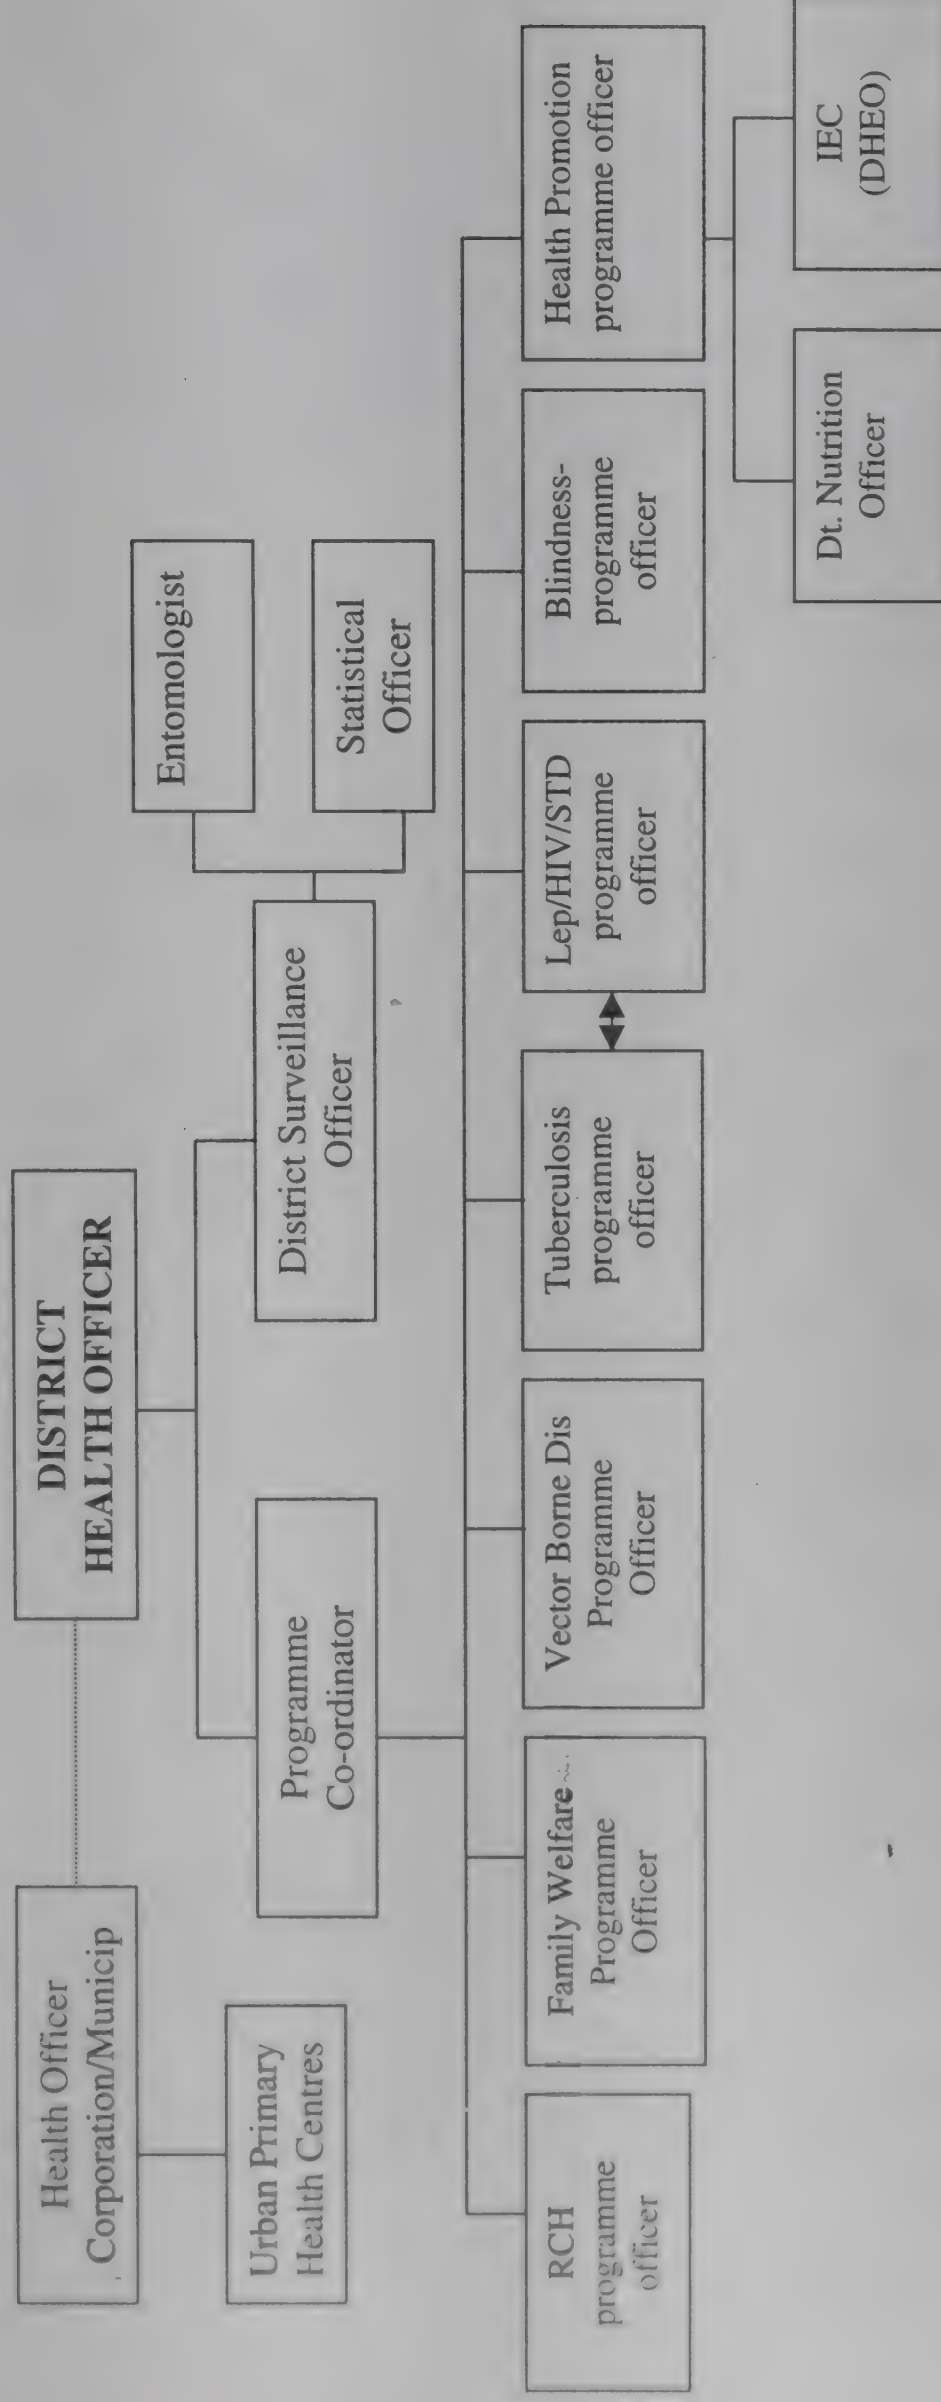 Health Officer
Corporation/Municip
DISTRICT
HEALTH OFFICER
Urban Primary
Health Centres
Programme
Co-ordinator
District Surveillance
Officer
Entomologist
Statistical
Officer
RCH
programme
officer
Family Welfare
Programme
Officer
Vector Borne Dis
Programme
Officer
Tuberculosis
programme
officer
Lep/HIV/STD
programme
officer
Blindness-
programme
officer
Health Promotion
programme officer
Dt. Nutrition
Officer
IEC
(DHEO)